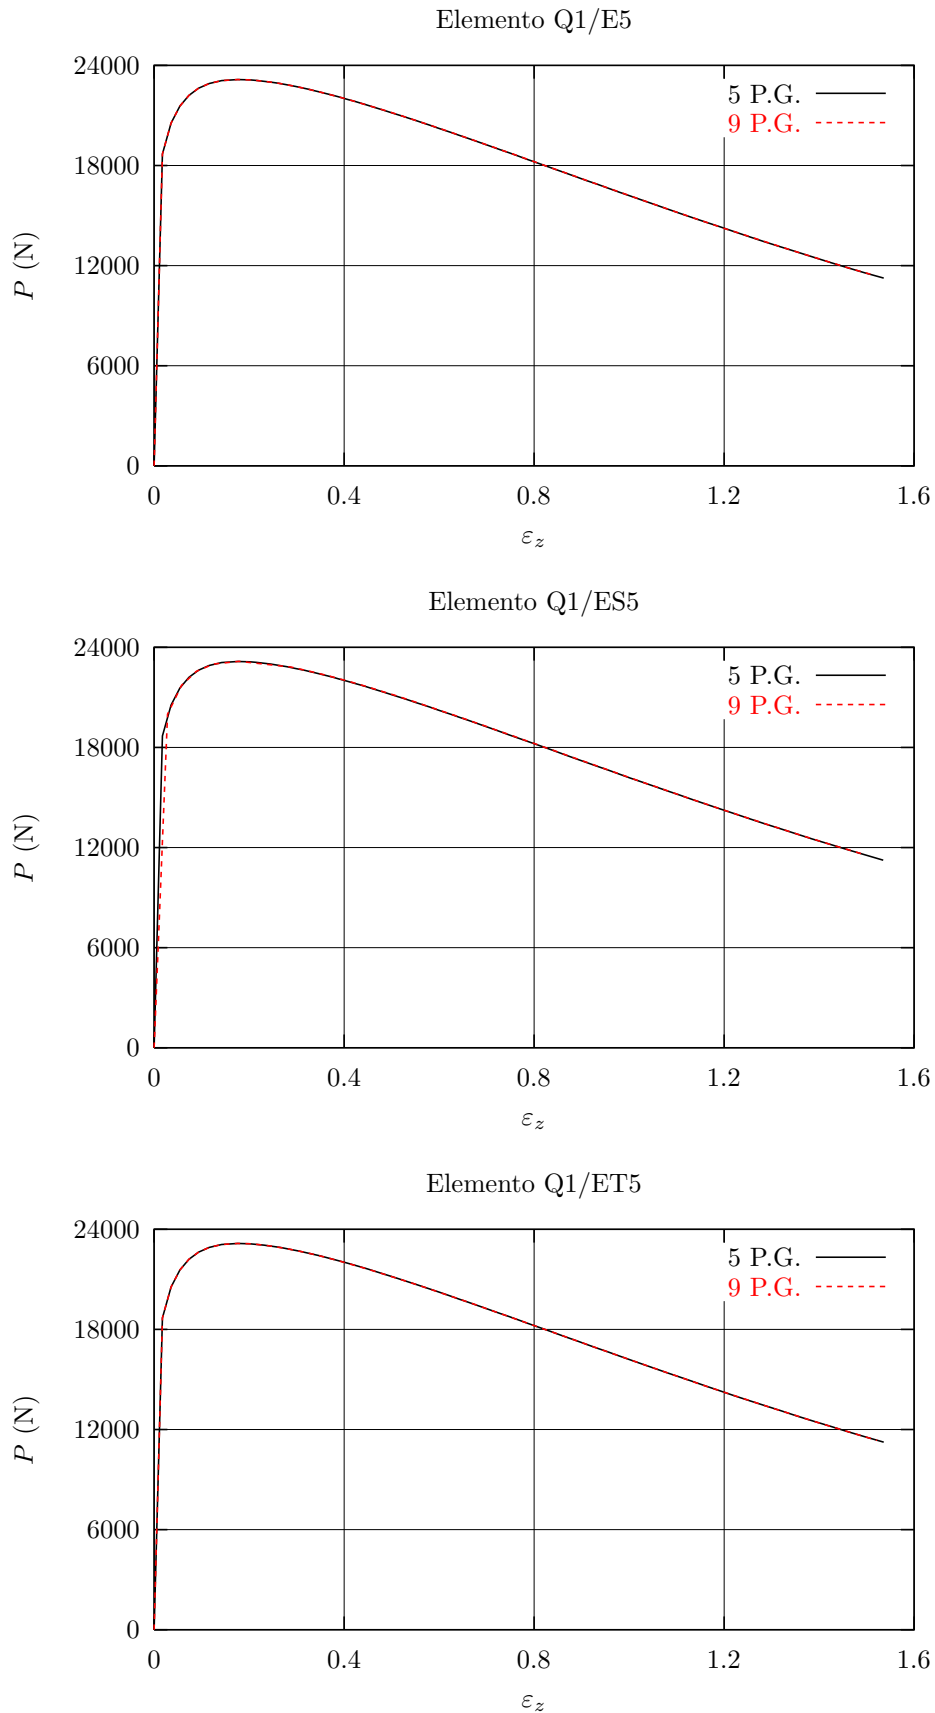 Elemento Q1/E5
24000
18000
12000
6000
0
P (N)
5 P.G.
9 P.G.
0 0.4 0.8 1.2 1.6
ε_z
Elemento Q1/ES5
24000
18000
12000
6000
0
P (N)
5 P.G.
9 P.G.
0 0.4 0.8 1.2 1.6
ε_z
Elemento Q1/ET5
24000
18000
12000
6000
0
P (N)
5 P.G.
9 P.G.
0 0.4 0.8 1.2 1.6
ε_z